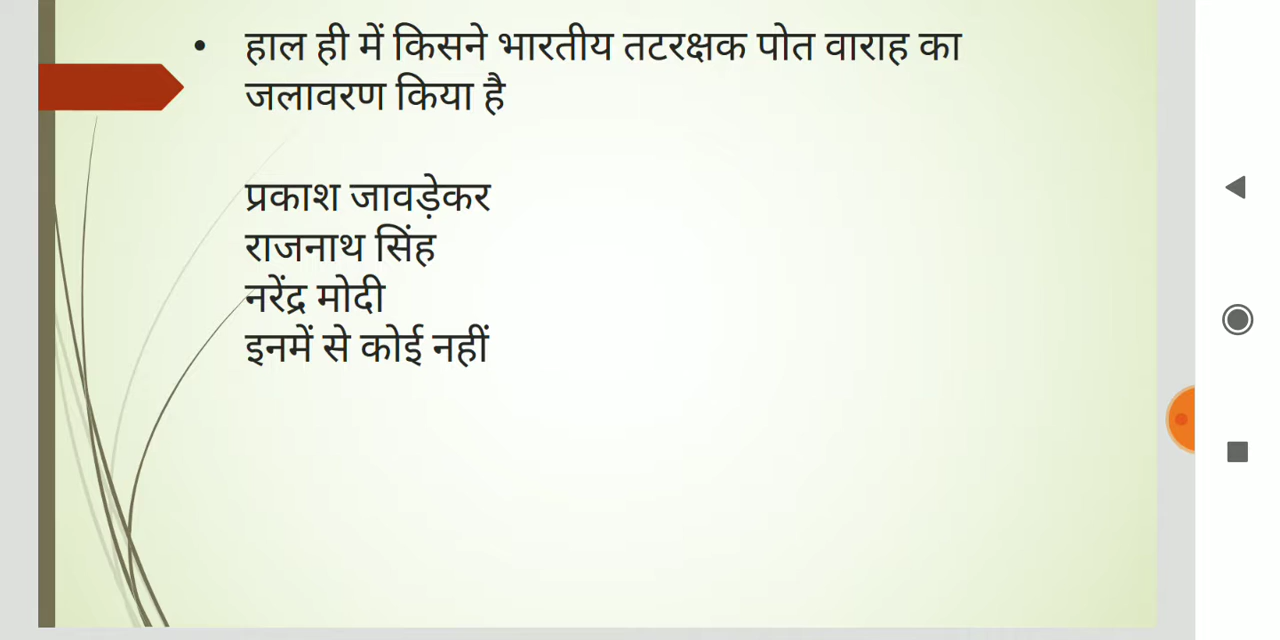 • हाल ही में किसने भारतीय तटरक्षक पोत वाराह का
जलावरण किया है
प्रकाश जावड़ेकर
राजनाथ सिंह
नरेंद्र मोदी
इनमें से कोई नहीं